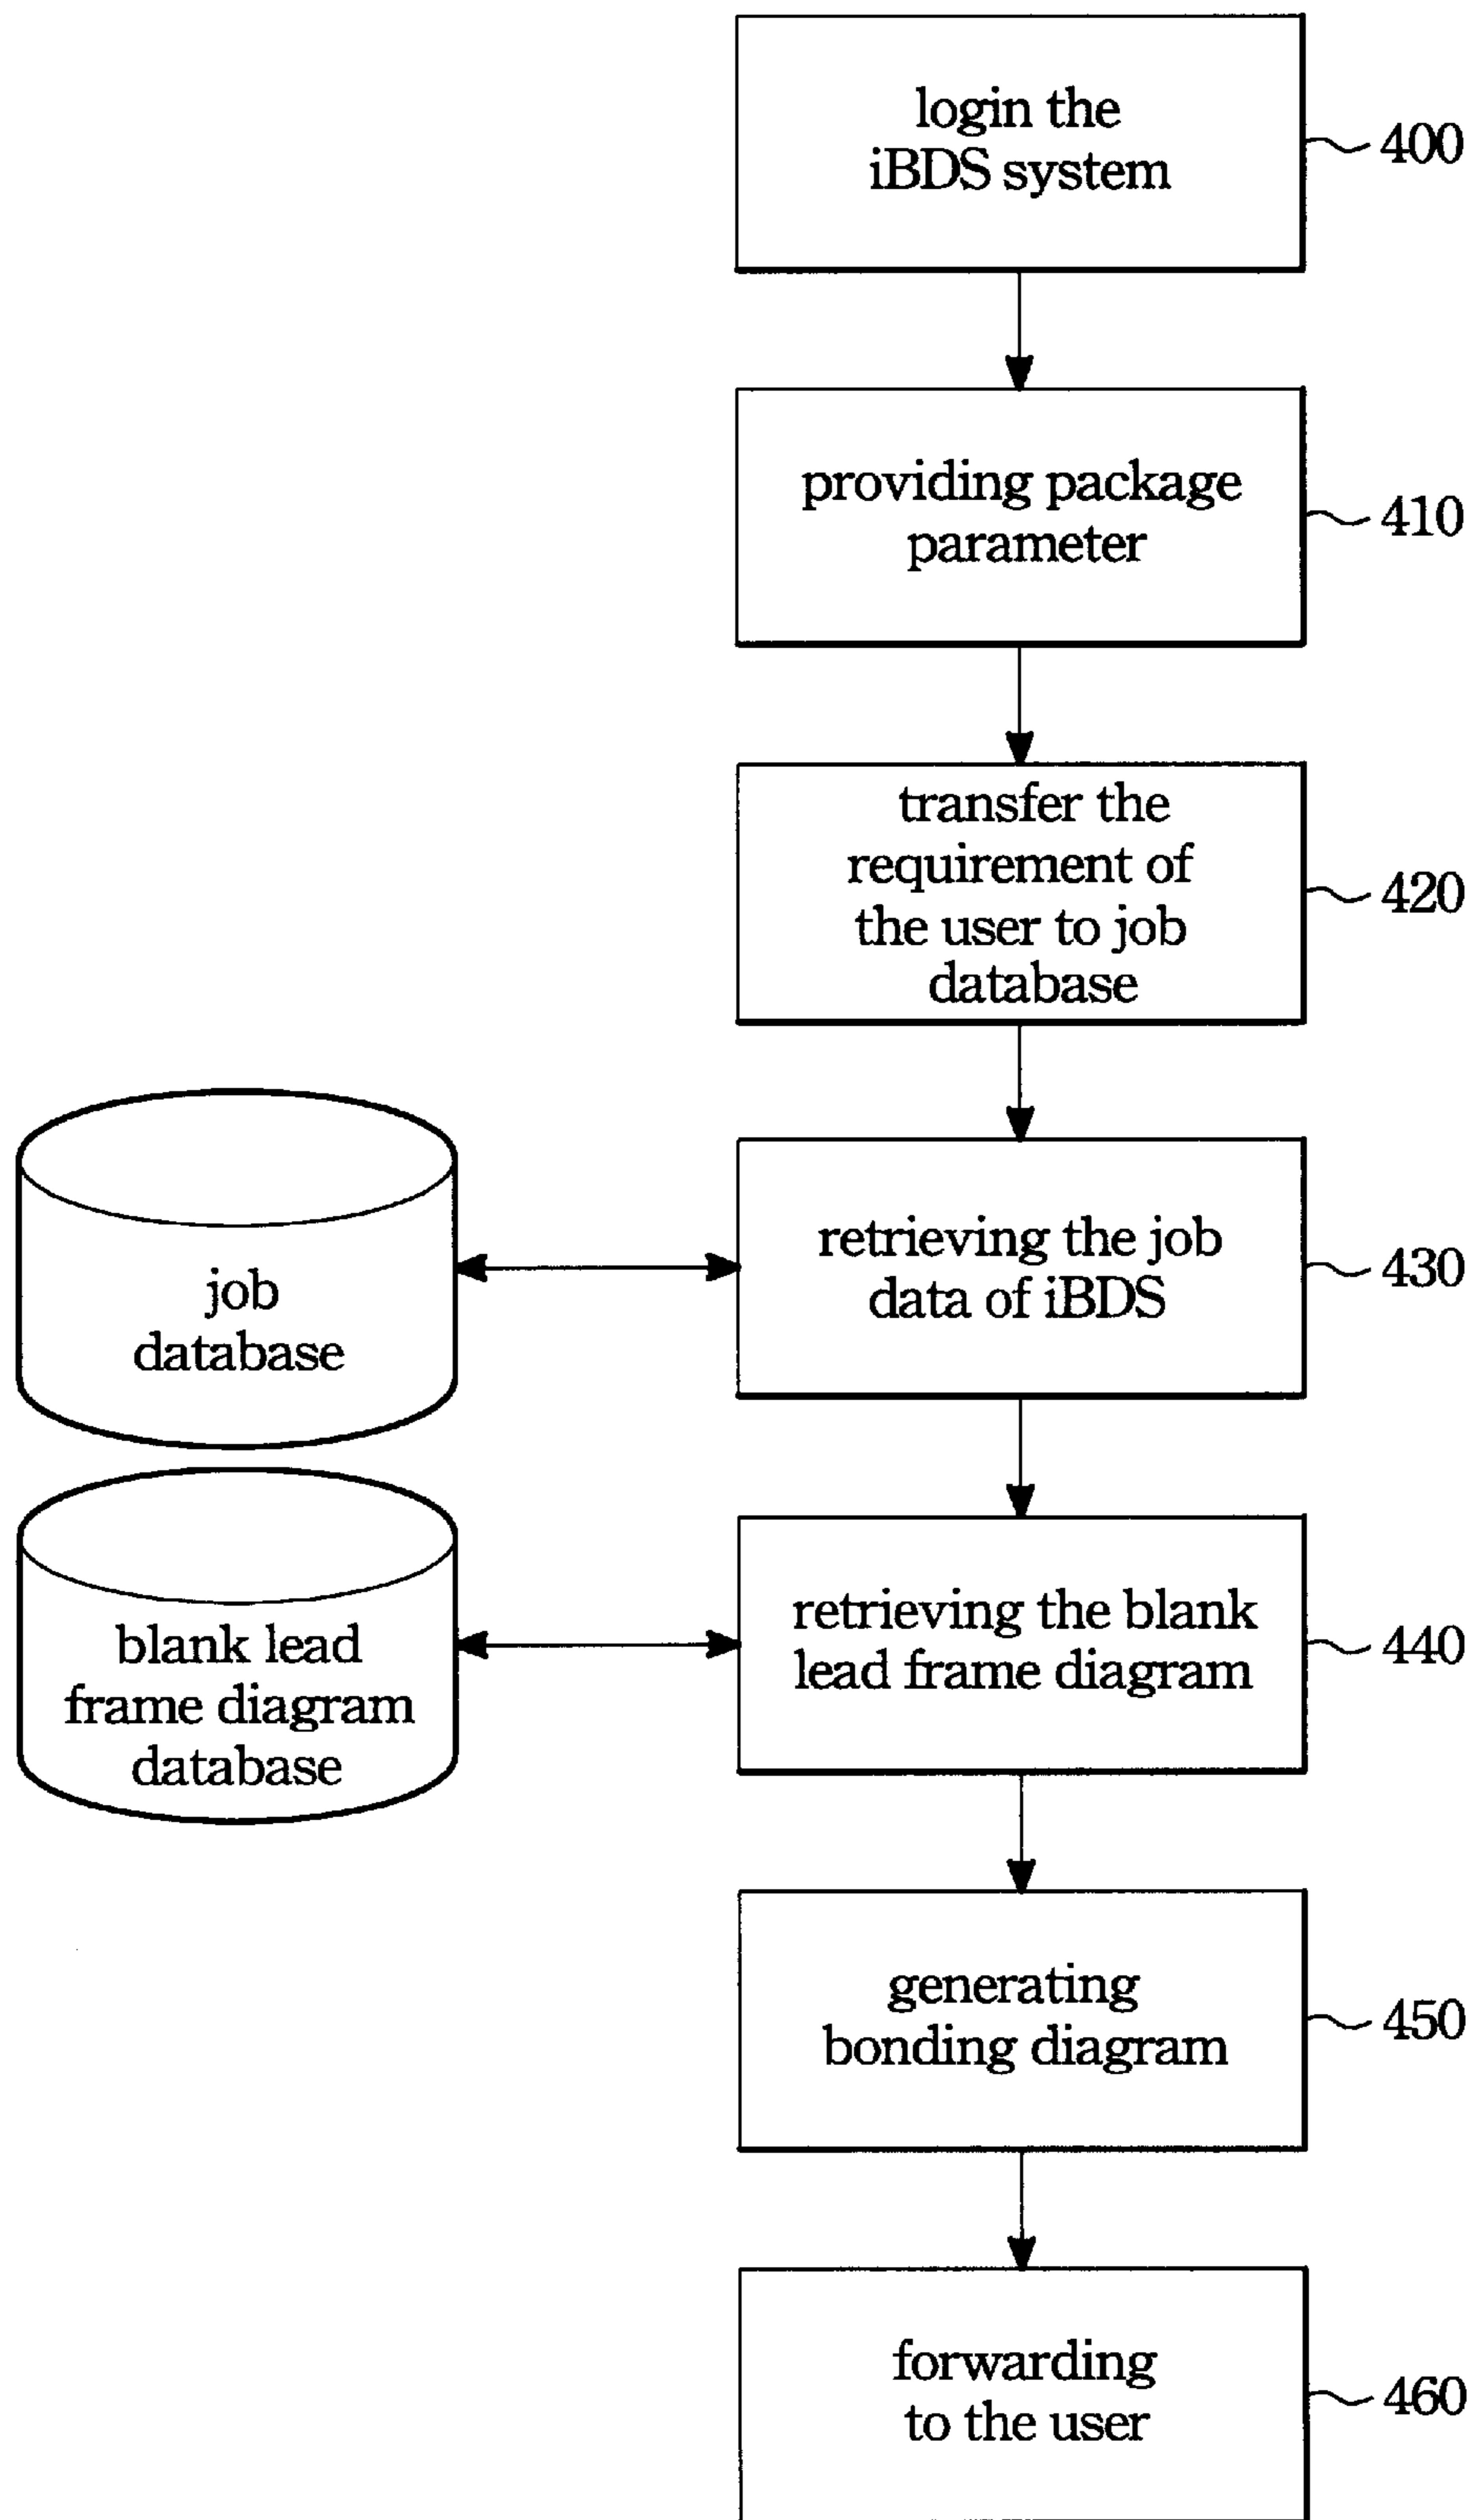 login the
iBDS system
400
providing package
parameter
410
transfer the
requirement of
the user to job
database
420
job
database
retrieving the job
data of iBDS
430
blank lead
frame diagram
database
retrieving the blank
lead frame diagram
440
generating
bonding diagram
450
forwarding
to the user
460